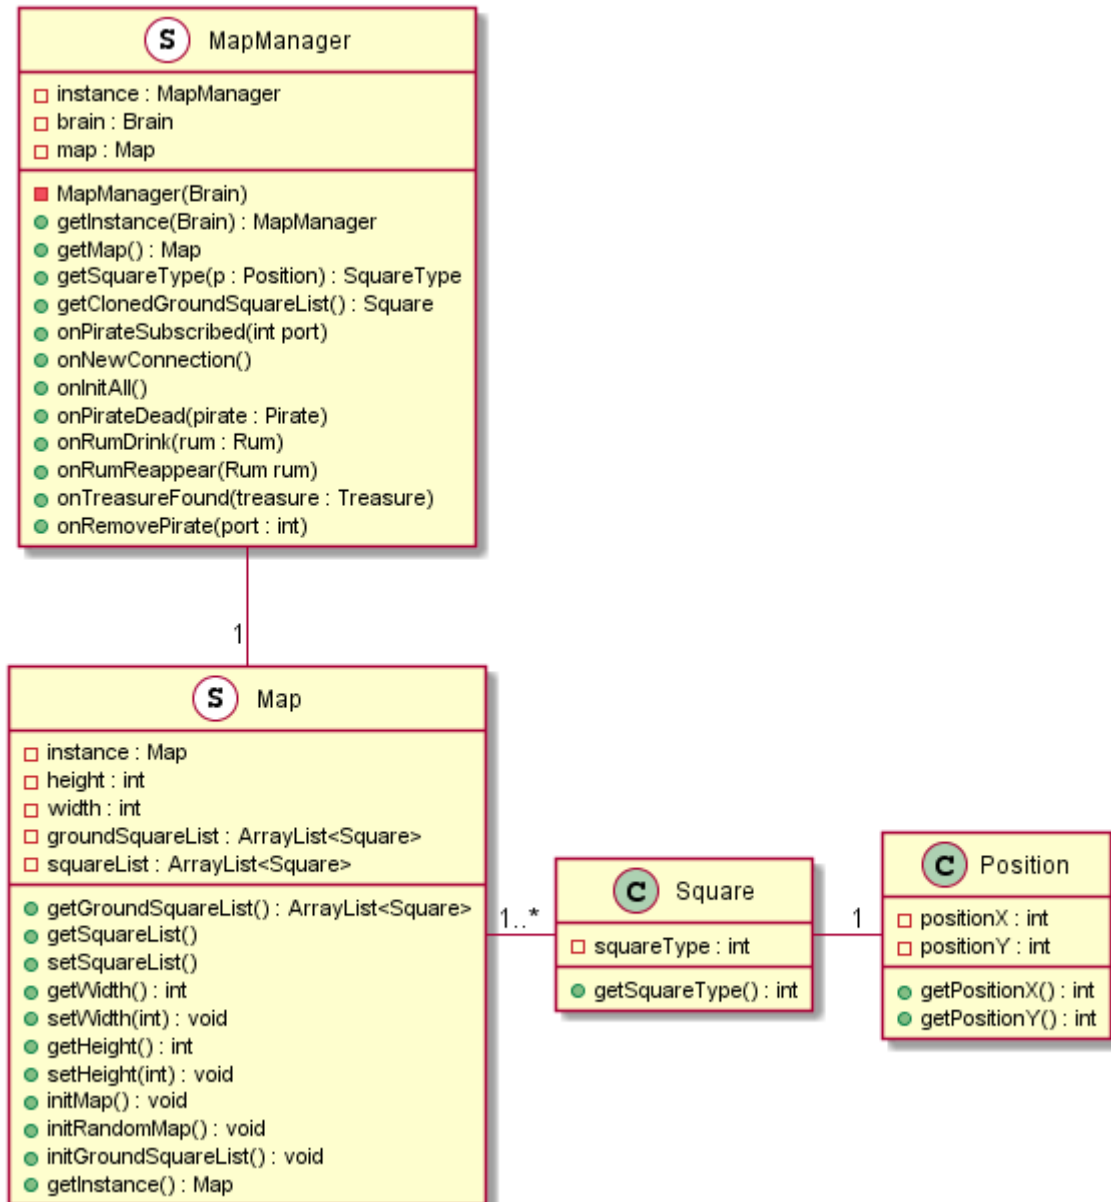 S MapManager
instance : MapManager
brain : Brain
map : Map
MapManager(Brain)
getInstance(Brain) : MapManager
getMap() : Map
getSquareType(p : Position) : SquareType
getClonedGroundSquareList() : Square
onPirateSubscribed(int port)
onNewConnection()
onInitAll()
onPirateDead(pirate : Pirate)
onRumDrink(rum : Rum)
onRumReappear(Rum rum)
onTreasureFound(treasure : Treasure)
onRemovePirate(port : int)
1
S Map
instance : Map
height : int
width : int
groundSquareList : ArrayList<Square>
squareList : ArrayList<Square>
getGroundSquareList() : ArrayList<Square>
getSquareList()
setSquareList()
getWidth() : int
setWidth(int) : void
getHeight() : int
setHeight(int) : void
initMap() : void
initRandomMap() : void
initGroundSquareList() : void
getInstance() : Map
1..*
C Square
squareType : int
getSquareType() : int
1
C Position
positionX : int
positionY : int
getPositionX() : int
getPositionY() : int